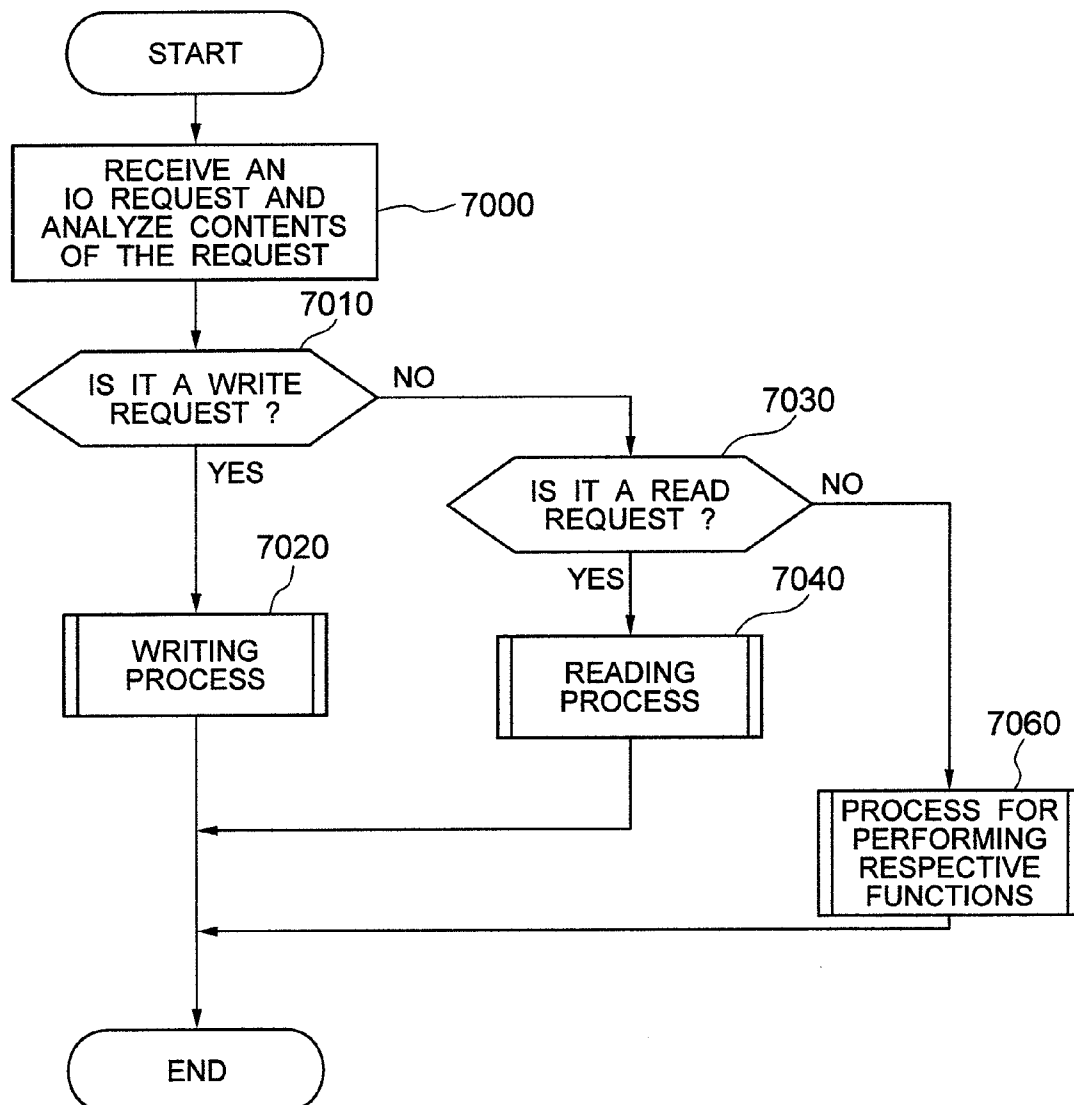 START
RECEIVE AN
IO REQUEST AND
ANALYZE CONTENTS
OF THE REQUEST
7000
7010
IS IT A WRITE
REQUEST ?
NO
YES
7030
IS IT A READ
REQUEST ?
NO
YES
7020
WRITING
PROCESS
7040
READING
PROCESS
7060
PROCESS FOR
PERFORMING
RESPECTIVE
FUNCTIONS
END